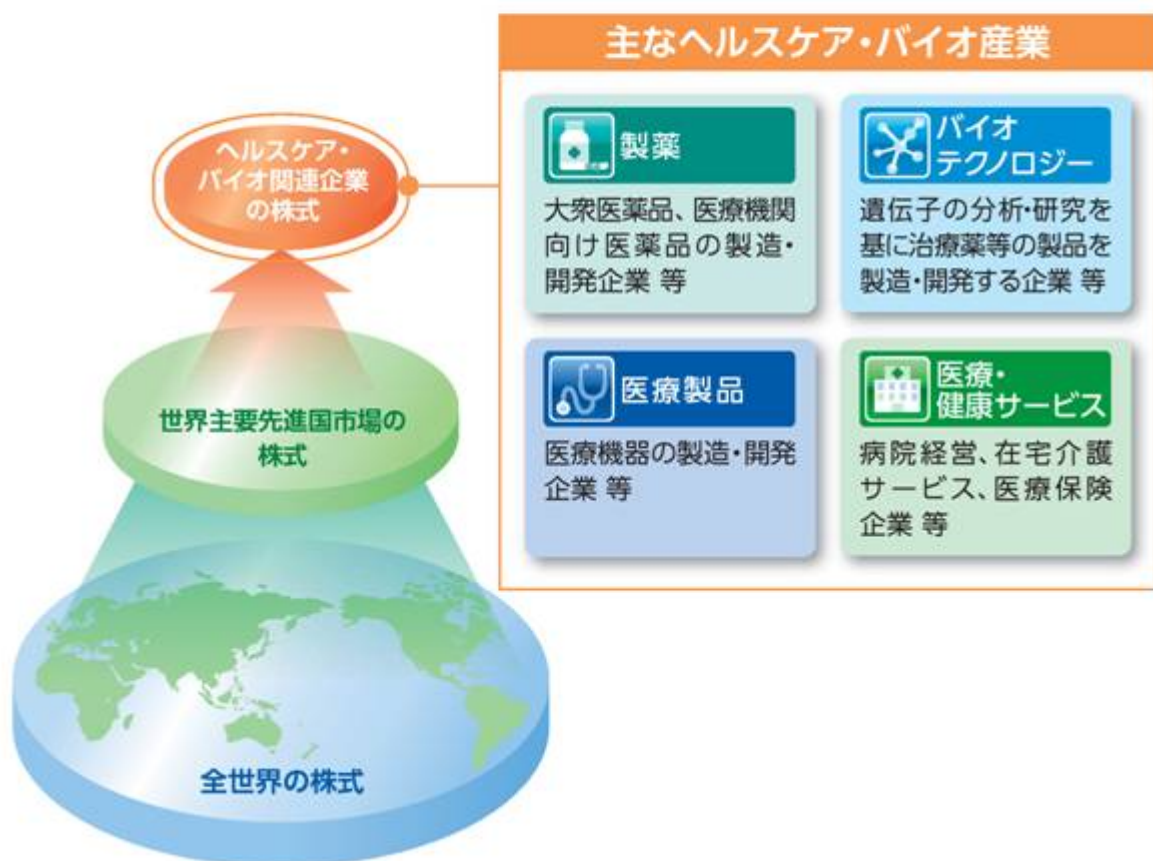 主なヘルスケア・バイオ産業
ヘルスケア・
バイオ関連企業
の株式
製薬
大衆医薬品、医療機関
向け医薬品の製造・
開発企業 等
バイオ
テクノロジー
遺伝子の分析・研究を
基に治療薬等の製品を
製造・開発する企業 等
医療製品
医療機器の製造・開発
企業 等
医療・
健康サービス
病院経営、在宅介護
サービス、医療保険
企業 等
世界主要先進国市場の
株式
全世界の株式